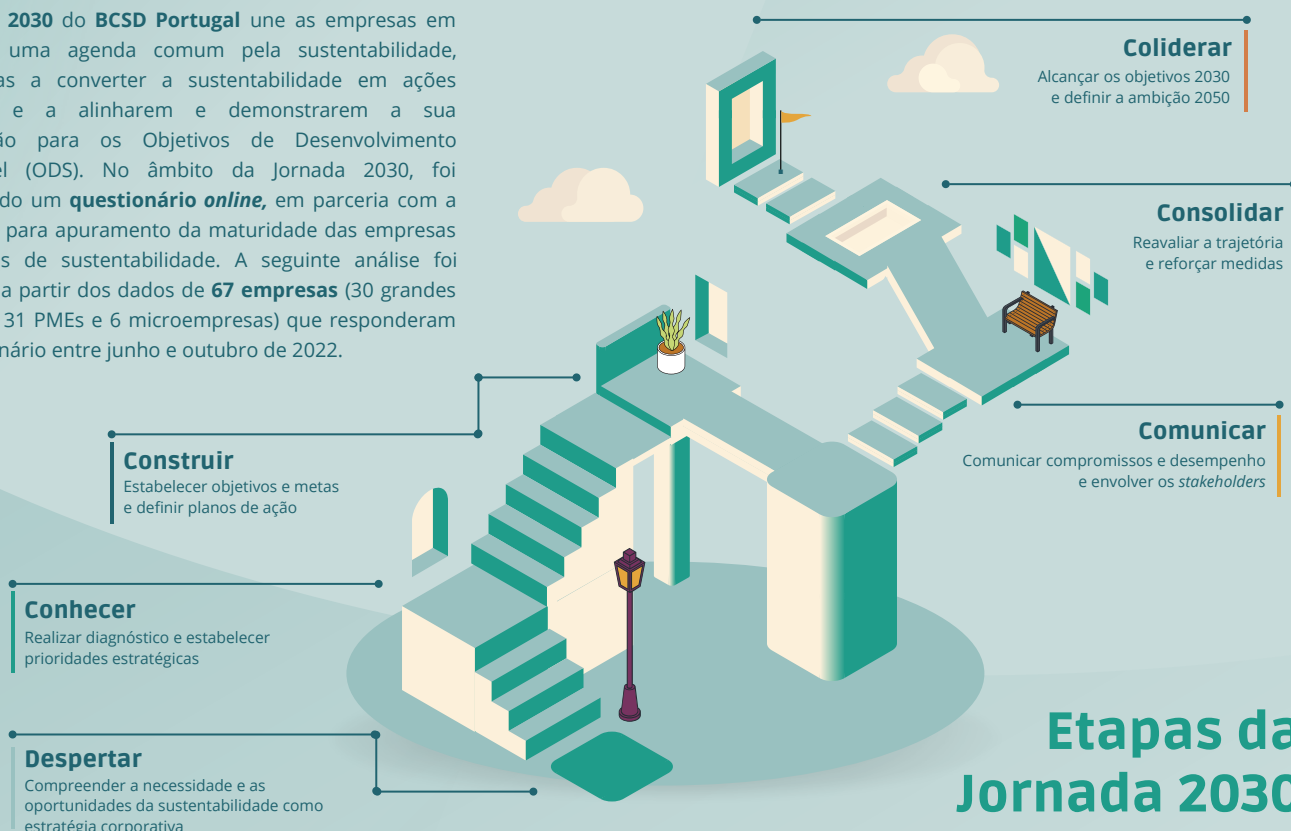 2030 do BCSD Portugal une as empresas em
uma agenda comum pela sustentabilidade,
a converter a sustentabilidade em ações
e a alinharem e demonstrarem a sua
para os Objetivos de Desenvolvimento
(ODS). No âmbito da Jornada 2030, foi
um questionário online, em parceria com a
para apuramento da maturidade das empresas
de sustentabilidade. A seguinte análise foi
a partir dos dados de 67 empresas (30 grandes
31 PMEs e 6 microempresas) que responderam
entre junho e outubro de 2022.
Coliderar
Alcançar os objetivos 2030
e definir a ambição 2050
Consolidar
Reavaliar a trajetória
e reforçar medidas
Comunicar
Comunicar compromissos e desempenho
e envolver os stakeholders
Construir
Estabelecer objetivos e metas
e definir planos de ação
Conhecer
Realizar diagnóstico e estabelecer
prioridades estratégicas
Despertar
Compreender a necessidade e as
oportunidades da sustentabilidade como
estratégia corporativa
Etapas da
Jornada 2030